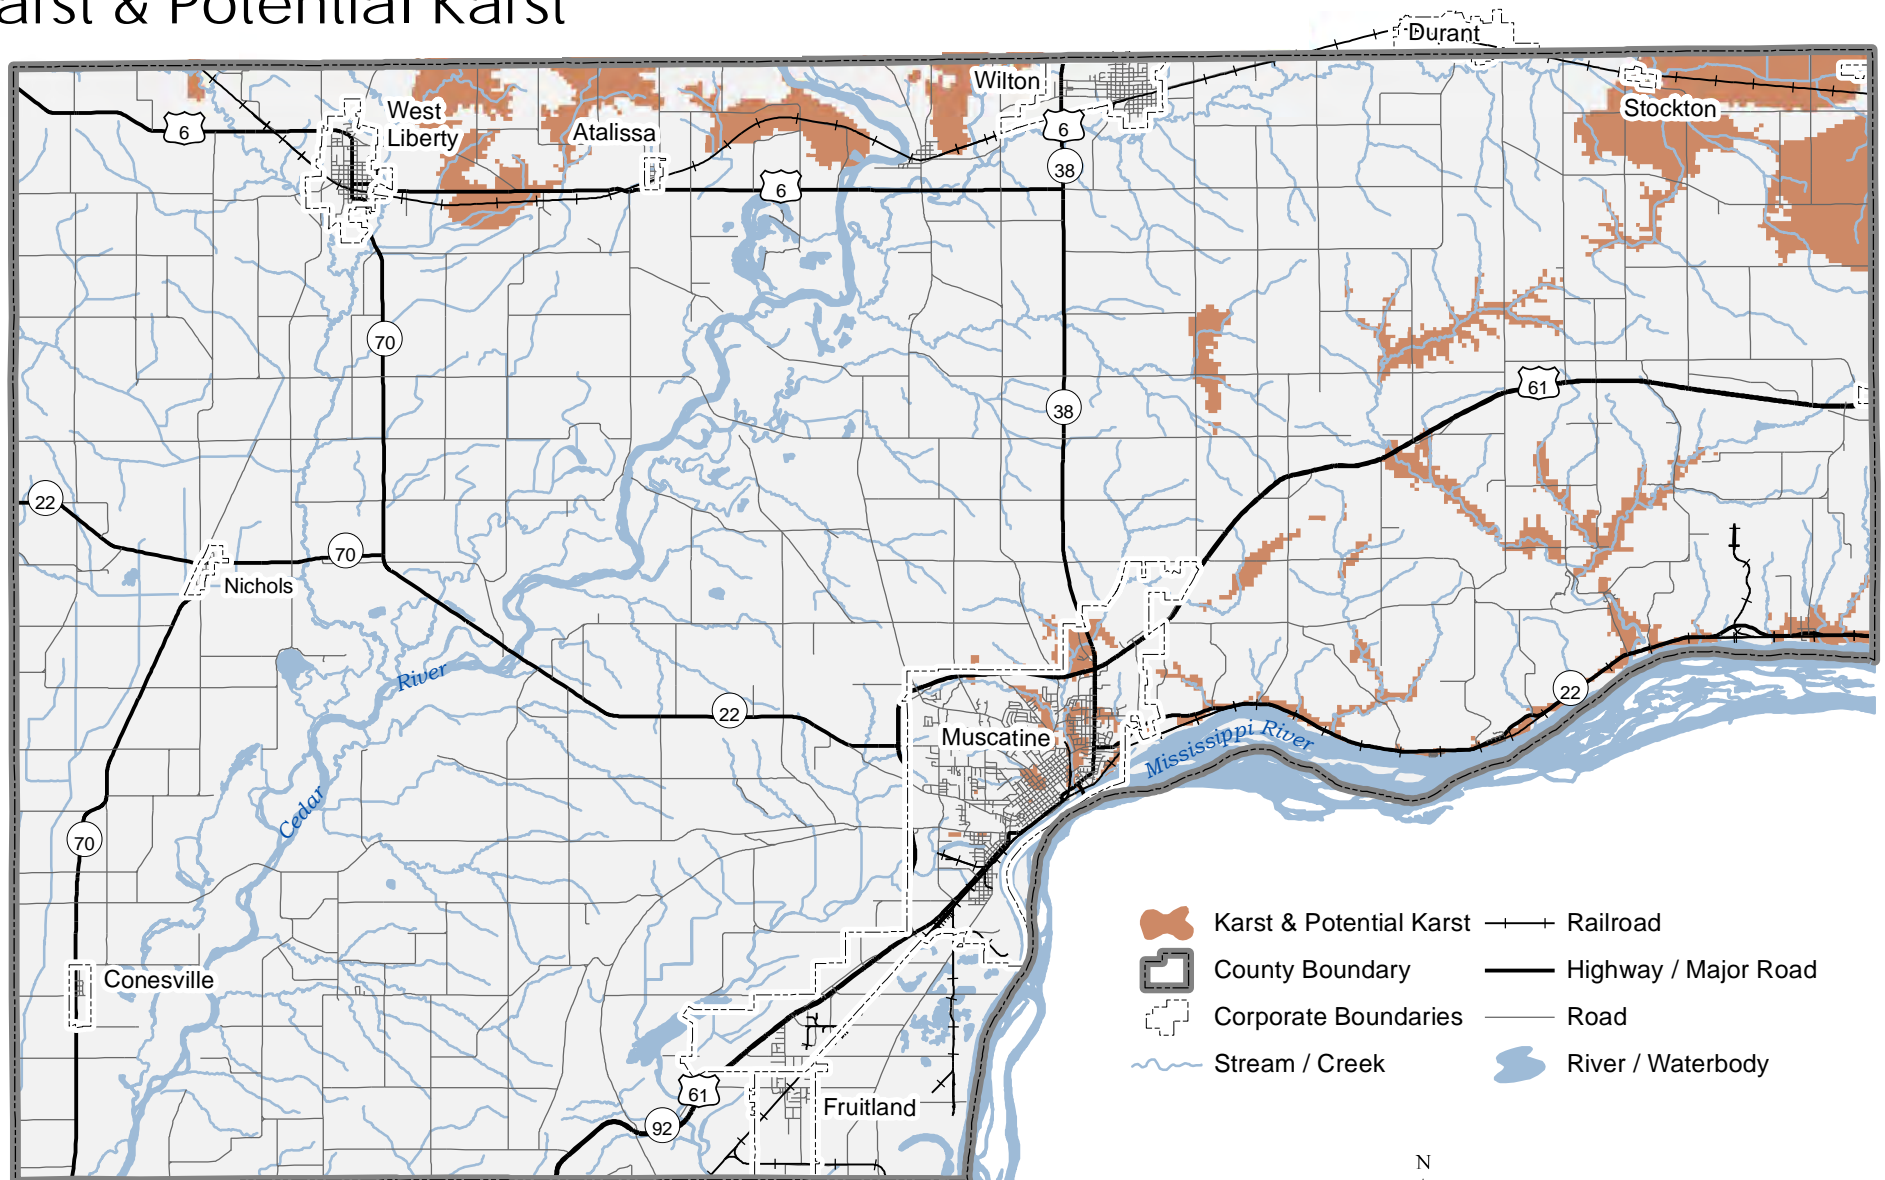 arst & Potential Karst
Durant
Wilton
West
Liberty
Atalissa
Stockton
6
6
6
38
70
38
61
22
70
Nichols
River
22
22
Muscatine
Mississippi River
Cedar
70
Karst & Potential Karst
Railroad
County Boundary
Highway / Major Road
Conesville
Corporate Boundaries
Road
Stream / Creek
River / Waterbody
61
Fruitland
92
N